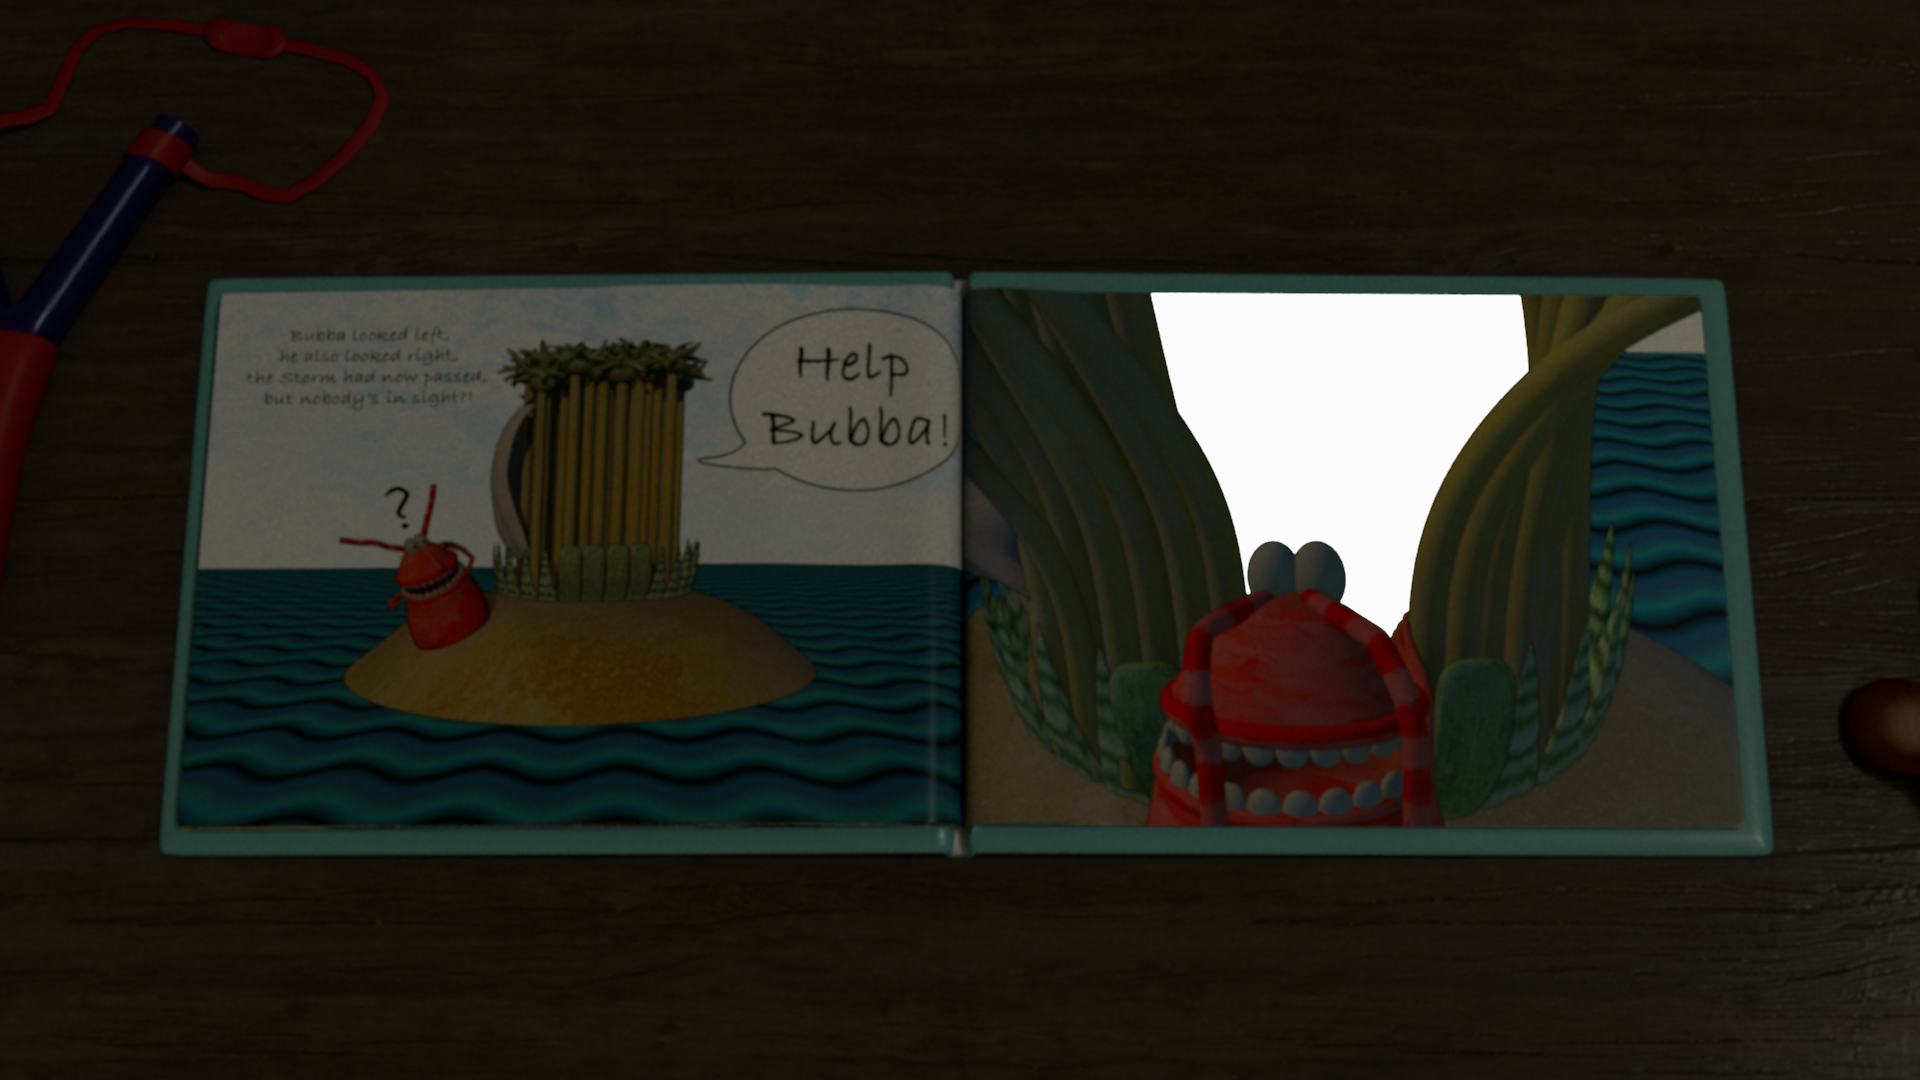 Bubba looked left,
he also looked right,
the Storm had now passed,
but nobody's in sight?!
?
Help
Bubba!